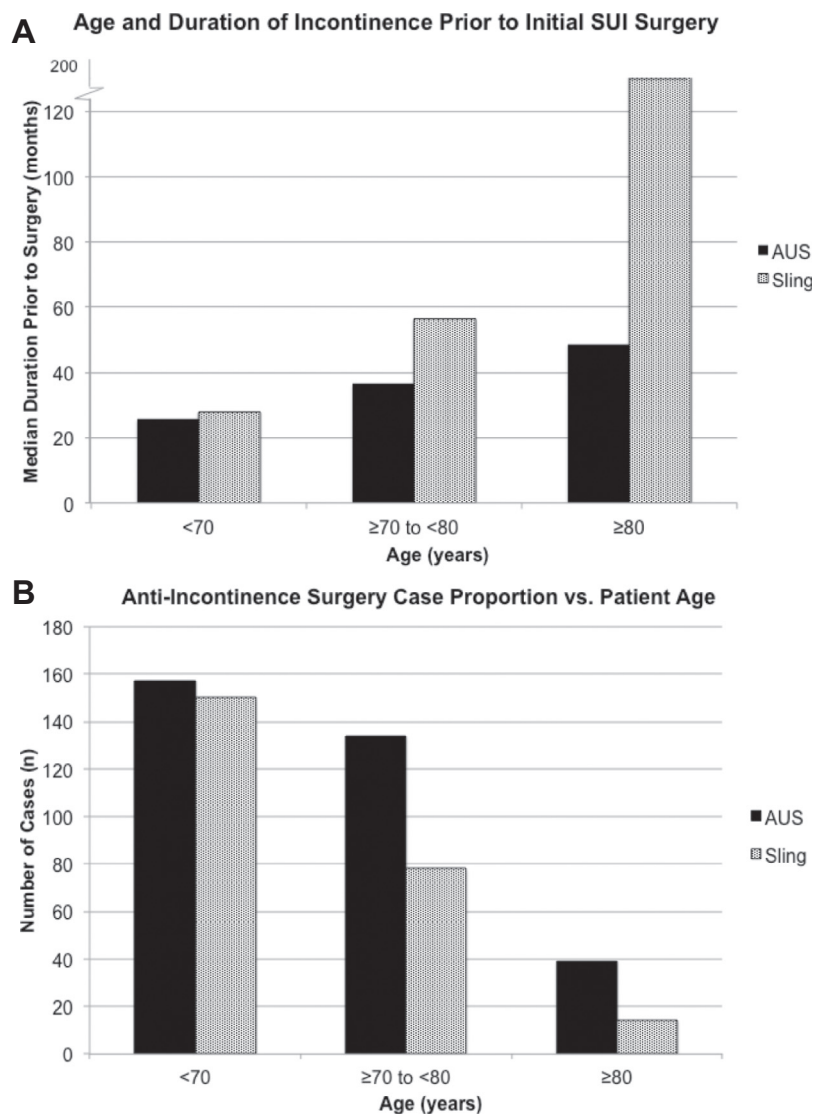 A
Age and Duration of Incontinence Prior to Initial SUI Surgery
Median Duration Prior to Surgery (months)
200
120
100
80
60
40
20
0
<70
≥70 to <80
≥80
Age (years)
AUS
Sling
B
Anti-Incontinence Surgery Case Proportion vs. Patient Age
Number of Cases (n)
180
160
140
120
100
80
60
40
20
0
<70
≥70 to <80
≥80
Age (years)
AUS
Sling